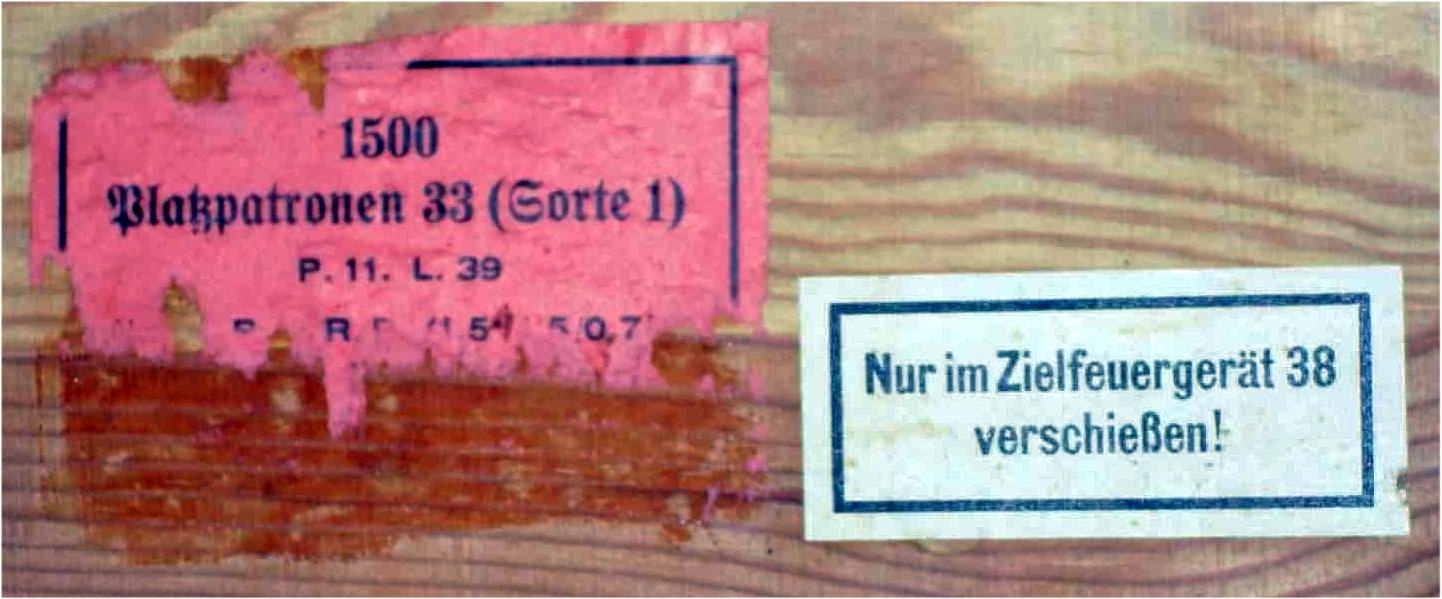 1500
Platzpatronen 33 (Sorte 1)
P. 11. L. 39
Nur im Zielfeuergerät 38
verschießen!